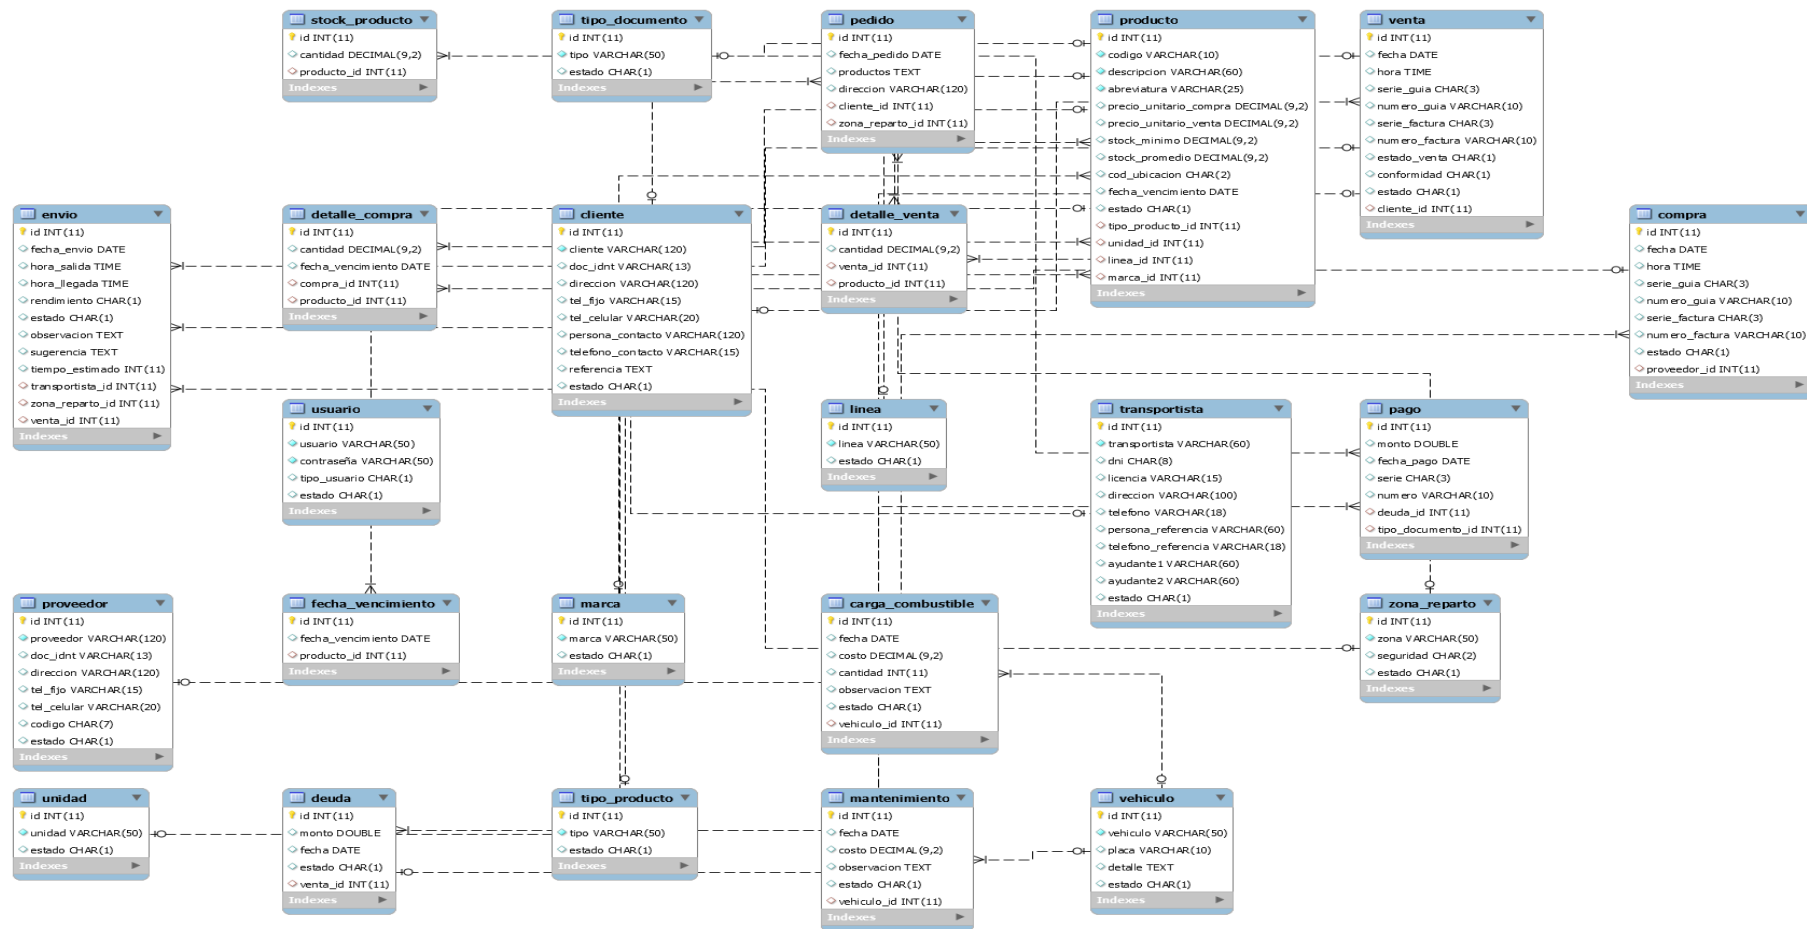 stock_producto
id INT(11)
cantidad DECIMAL(9,2)
producto_id INT(11)
Indexes
tipo_documento
id INT(11)
tipo VARCHAR(50)
estado CHAR(1)
Indexes
pedido
id INT(11)
fecha_pedido DATE
productos TEXT
direccion VARCHAR(120)
cliente_id INT(11)
zona_reparto_id INT(11)
Indexes
producto
id INT(11)
codigo VARCHAR(10)
descripcion VARCHAR(60)
abreviatura VARCHAR(25)
precio_unitario_compra DECIMAL(9,2)
precio_unitario_venta DECIMAL(9,2)
stock_minimo DECIMAL(9,2)
stock_promedio DECIMAL(9,2)
cod_ubicacion CHAR(2)
fecha_vencimiento DATE
estado CHAR(1)
tipo_producto_id INT(11)
unidad_id INT(11)
linea_id INT(11)
marca_id INT(11)
Indexes
venta
id INT(11)
fecha DATE
hora TIME
serie_guia CHAR(3)
numero_guia VARCHAR(10)
serie_factura CHAR(3)
numero_factura VARCHAR(10)
estado_venta CHAR(1)
conformidad CHAR(1)
estado CHAR(1)
cliente_id INT(11)
Indexes
envio
id INT(11)
fecha_envio DATE
hora_salida TIME
hora_llegada TIME
rendimiento CHAR(1)
estado CHAR(1)
observacion TEXT
sugerencia TEXT
tiempo_estimado INT(11)
transportista_id INT(11)
zona_reparto_id INT(11)
venta_id INT(11)
Indexes
detalle_compra
id INT(11)
cantidad DECIMAL(9,2)
fecha_vencimiento DATE
compra_id INT(11)
producto_id INT(11)
Indexes
cliente
id INT(11)
cliente VARCHAR(120)
doc_idnt VARCHAR(13)
direccion VARCHAR(120)
tel_fijo VARCHAR(15)
tel_celular VARCHAR(20)
persona_contacto VARCHAR(120)
telefono_contacto VARCHAR(15)
referencia TEXT
estado CHAR(1)
Indexes
detalle_venta
id INT(11)
cantidad DECIMAL(9,2)
venta_id INT(11)
producto_id INT(11)
Indexes
compra
id INT(11)
fecha DATE
hora TIME
serie_guia CHAR(3)
numero_guia VARCHAR(10)
serie_factura CHAR(3)
numero_factura VARCHAR(10)
estado CHAR(1)
proveedor_id INT(11)
Indexes
usuario
id INT(11)
usuario VARCHAR(50)
contraseña VARCHAR(50)
tipo_usuario CHAR(1)
estado CHAR(1)
Indexes
linea
id INT(11)
linea VARCHAR(50)
estado CHAR(1)
Indexes
transportista
id INT(11)
transportista VARCHAR(60)
dni CHAR(8)
licencia VARCHAR(15)
direccion VARCHAR(100)
telefono VARCHAR(18)
persona_referencia VARCHAR(60)
telefono_referencia VARCHAR(18)
ayudante1 VARCHAR(60)
ayudante2 VARCHAR(60)
estado CHAR(1)
Indexes
pago
id INT(11)
monto DOUBLE
fecha_pago DATE
serie CHAR(3)
numero VARCHAR(10)
deuda_id INT(11)
tipo_documento_id INT(11)
Indexes
proveedor
id INT(11)
proveedor VARCHAR(120)
doc_idnt VARCHAR(13)
direccion VARCHAR(120)
tel_fijo VARCHAR(15)
tel_celular VARCHAR(20)
codigo CHAR(7)
estado CHAR(1)
Indexes
fecha_vencimiento
id INT(11)
fecha_vencimiento DATE
producto_id INT(11)
Indexes
marca
id INT(11)
marca VARCHAR(50)
estado CHAR(1)
Indexes
carga_combustible
id INT(11)
fecha DATE
costo DECIMAL(9,2)
cantidad INT(11)
observacion TEXT
estado CHAR(1)
vehiculo_id INT(11)
Indexes
zona_reparto
id INT(11)
zona VARCHAR(50)
seguridad CHAR(2)
estado CHAR(1)
Indexes
unidad
id INT(11)
unidad VARCHAR(50)
estado CHAR(1)
Indexes
deuda
id INT(11)
monto DOUBLE
fecha DATE
estado CHAR(1)
venta_id INT(11)
Indexes
tipo_producto
id INT(11)
tipo VARCHAR(50)
estado CHAR(1)
Indexes
mantenimiento
id INT(11)
fecha DATE
costo DECIMAL(9,2)
observacion TEXT
estado CHAR(1)
vehiculo_id INT(11)
Indexes
vehiculo
id INT(11)
vehiculo VARCHAR(50)
placa VARCHAR(10)
detalle TEXT
estado CHAR(1)
Indexes